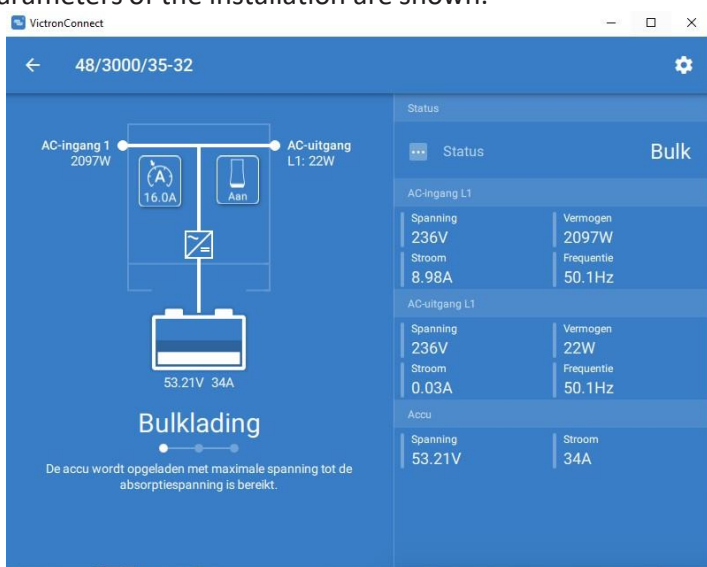 arameters of the installation are shown.
VictronConnect
48/3000/35-32
AC-ingang 1
2097W
AC-uitgang
L1: 22W
A
16.0A
Aan
53.21V 34A
Bulklading
De accu wordt opgeladen met maximale spanning tot de
absorptiespanning is bereikt.
Status
Status
Bulk
AC-ingang L1
Spanning
Vermogen
236V
2097W
Stroom
Frequentie
8.98A
50.1Hz
AC-uitgang L1
Spanning
Vermogen
236V
22W
Stroom
Frequentie
0.03A
50.1Hz
Accu
Spanning
Stroom
53.21V
34A